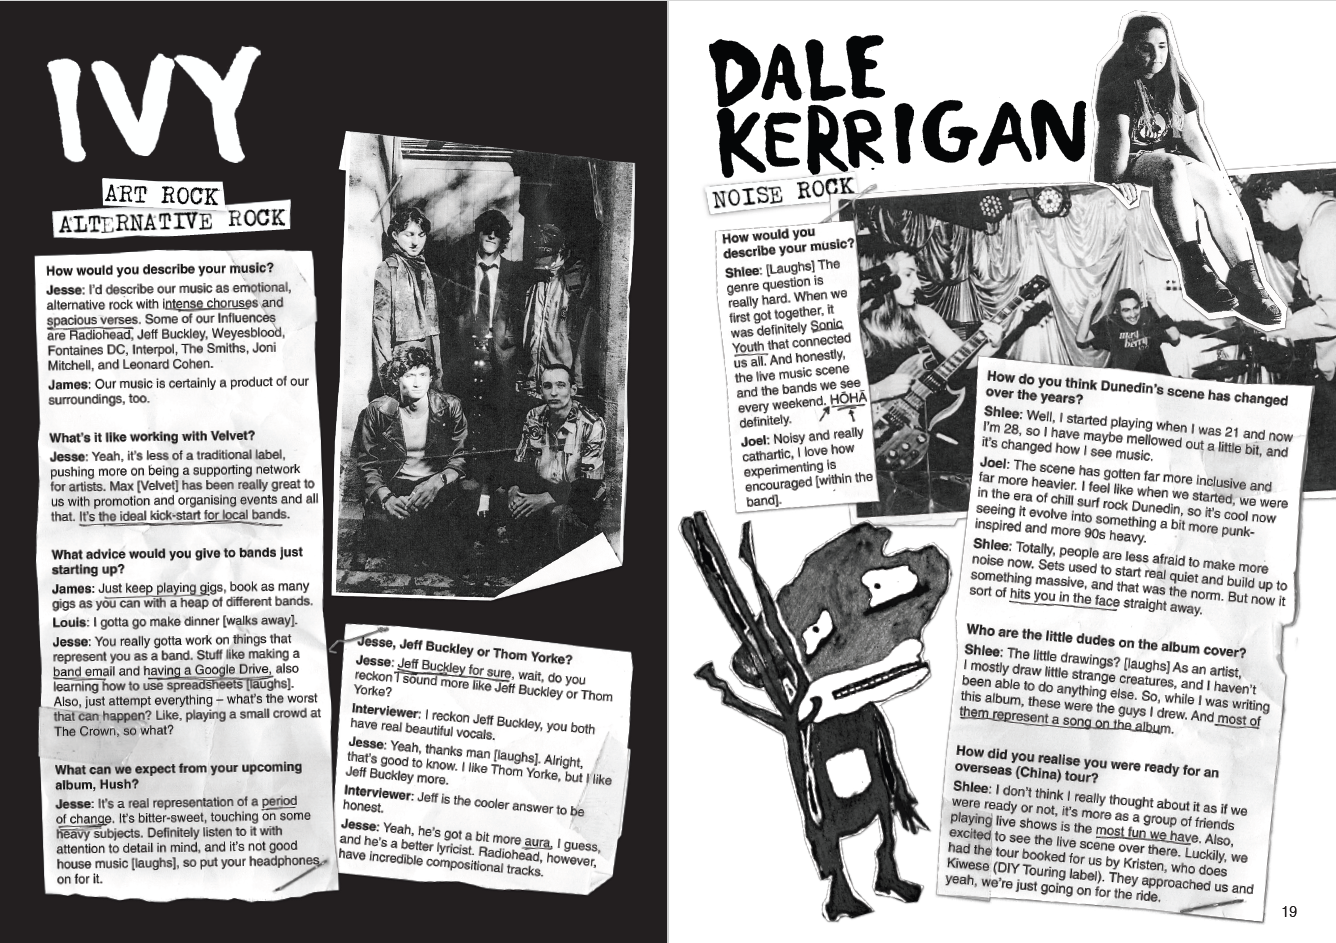 IVY
ART ROCK
ALTERNATIVE ROCK
How would you describe your music?
Jesse: I'd describe our music as emotional,
alternative rock with intense choruses and
spacious verses. Some of our Influences
are Radiohead, Jeff Buckley, Weyesblood,
Fontaines DC, Interpol, The Smiths, Joni
Mitchell, and Leonard Cohen.
James: Our music is certainly a product of our
surroundings, too.
What's it like working with Velvet?
Jesse: Yeah, it's less of a traditional label,
pushing more on being a supporting network
for artists. Max [Velvet] has been really great to
us with promotion and organising events and all
that. It's the ideal kick-start for local bands.
What advice would you give to bands just
starting up?
James: Just keep playing gigs, book as many
gigs as you can with a heap of different bands.
Louis: I gotta go make dinner [walks away].
Jesse: You really gotta work on things that
represent you as a band. Stuff like making a
band email and having a Google Drive, also
learning how to use spreadsheets [laughs].
Also, just attempt everything – what's the worst
that can happen? Like, playing a small crowd at
The Crown, so what?
What can we expect from your upcoming
album, Hush?
Jesse: It's a real representation of a period
of change. It's bitter-sweet, touching on some
heavy subjects. Definitely listen to it with
attention to detail in mind, and it's not good
house music [laughs], so put your headphones
on for it.
Jesse, Jeff Buckley or Thom Yorke?
Jesse: Jeff Buckley for sure, wait, do you
reckon I sound more like Jeff Buckley or Thom
Yorke?
Interviewer: I reckon Jeff Buckley, you both
have real beautiful vocals.
Jesse: Yeah, thanks man [laughs]. Alright,
that's good to know. I like Thom Yorke, but I like
Jeff Buckley more.
Interviewer: Jeff is the cooler answer to be
honest.
Jesse: Yeah, he's got a bit more aura, I guess,
and he's a better lyricist. Radiohead, however,
have incredible compositional tracks.
DALE
KERRIGAN
NOISE ROCK
How would you
describe your music?
Shlee: [Laughs] The
genre question is
really hard. When we
first got together, it
was definitely Sonic
Youth that connected
us all. And honestly,
the live music scene
and the bands we see
every weekend. HŌHĀ
definitely.
Joel: Noisy and really
cathartic, I love how
experimenting is
encouraged [within the
band].
How do you think Dunedin's scene has changed
over the years?
Shlee: Well, I started playing when I was 21 and now
I'm 28, so I have maybe mellowed out a little bit, and
it's changed how I see music.
Joel: The scene has gotten far more inclusive and
far more heavier. I feel like when we started, we were
in the era of chill surf rock Dunedin, so it's cool now
seeing it evolve into something a bit more punk-
inspired and more 90s heavy.
Shlee: Totally, people are less afraid to make more
noise now. Sets used to start real quiet and build up to
something massive, and that was the norm. But now it
sort of hits you in the face straight away.
Who are the little dudes on the album cover?
Shlee: The little drawings? [laughs] As an artist,
I mostly draw little strange creatures, and I haven't
been able to do anything else. So, while I was writing
this album, these were the guys I drew. And most of
them represent a song on the album.
How did you realise you were ready for an
overseas (China) tour?
Shlee: I don't think I really thought about it as if we
were ready or not, it's more as a group of friends
playing live shows is the most fun we have. Also,
excited to see the live scene over there. Luckily, we
had the tour booked for us by Kristen, who does
Kiwese (DIY Touring label). They approached us and
yeah, we're just going on for the ride.
19